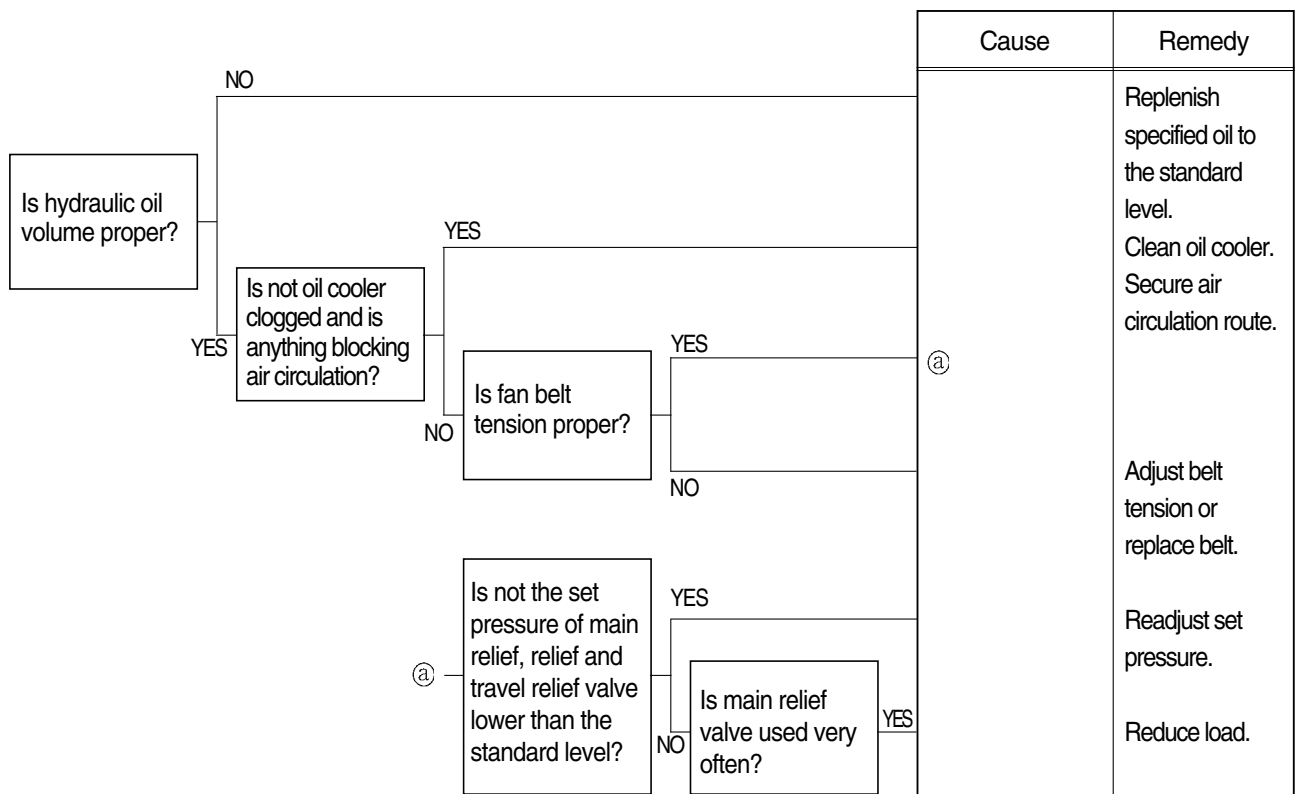 Cause
Remedy
NO
Replenish
specified oil to
the standard
level.
Is hydraulic oil
volume proper?
YES
Clean oil cooler.
Secure air
circulation route.
YES
Is not oil cooler
clogged and is
anything blocking
air circulation?
YES
ⓐ
NO
Is fan belt
tension proper?
NO
Adjust belt
tension or
replace belt.
ⓐ
Is not the set
pressure of main
relief, relief and
travel relief valve
lower than the
standard level?
YES
Readjust set
pressure.
NO
Is main relief
valve used very
often?
YES
Reduce load.